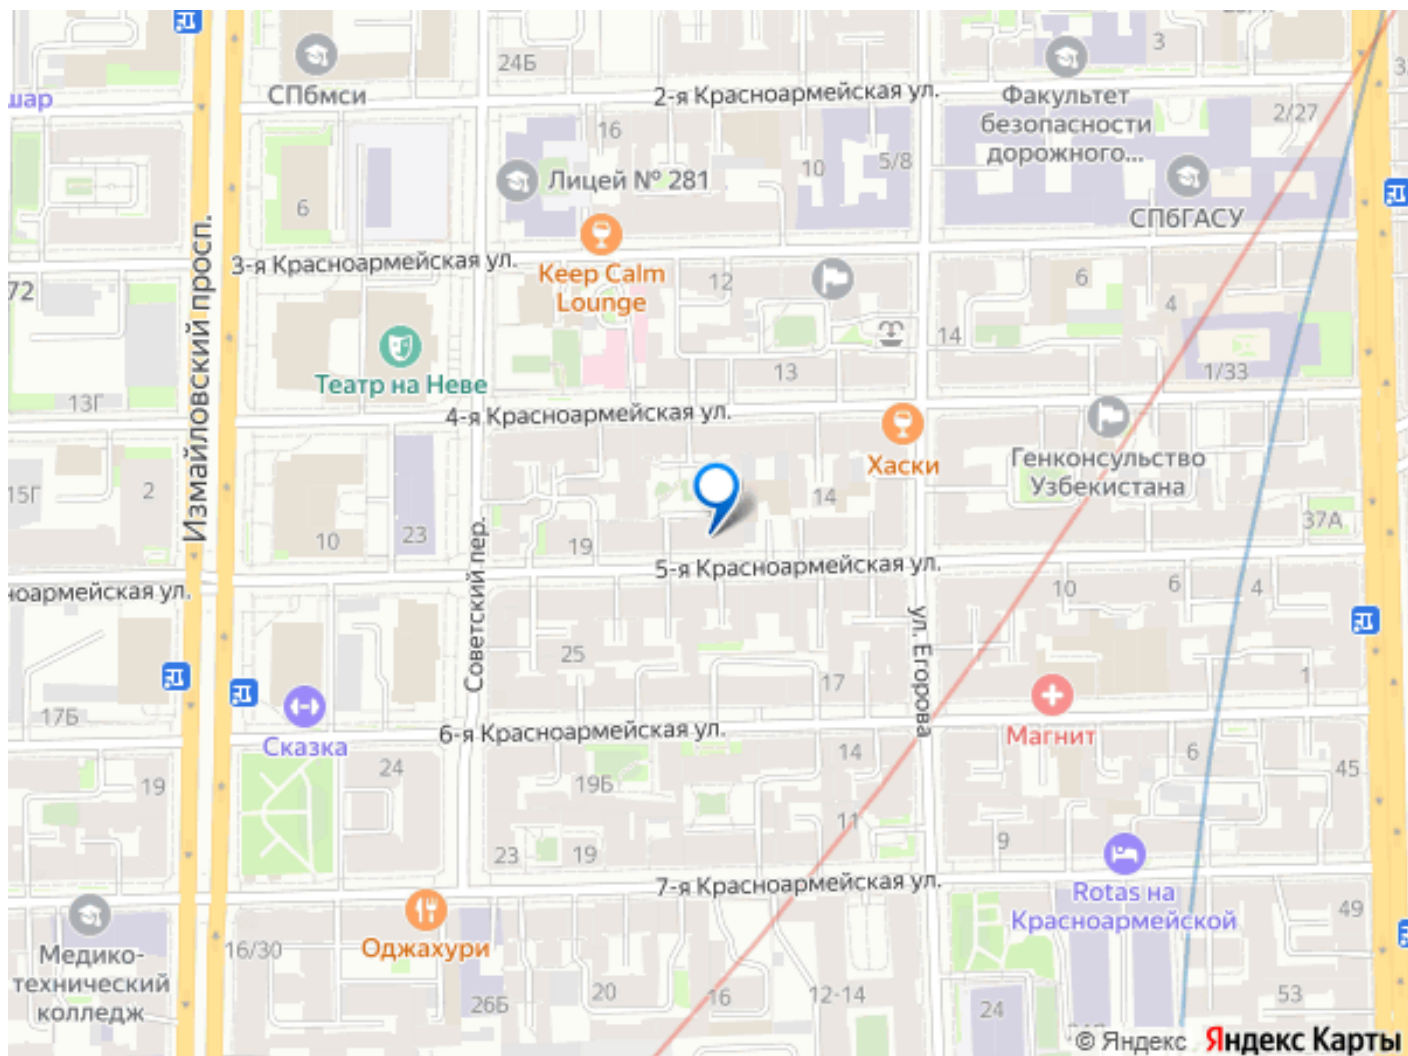 24Б
3
СПбмси
2-я Красноармейская ул.
Факультет
безопасности
дорожного...
2/27
шар
16
10
5/8
Лицей № 281
6
СПбГАСУ
3-я Красноармейская ул.
Keep Calm
Lounge
12
6
4
72
14
Измайловский просп.
Театр на Неве
13
1/33
13Г
4-я Красноармейская ул.
Хаски
Генконсульство
Узбекистана
15Г
2
14
37А
10
23
19
Советский пер.
5-я Красноармейская ул.
ноармейская ул.
10
6
4
ул. Егорова
25
17
1
17Б
Сказка
6-я Красноармейская ул.
Магнит
14
6
24
45
19
19Б
11
9
23
19
7-я Красноармейская ул.
Rotas на
Красноармейской
49
Медико-
технический
колледж
16/30
Оджахури
26Б
20
16
12-14
24
53
© Яндекс Яндекс Карты